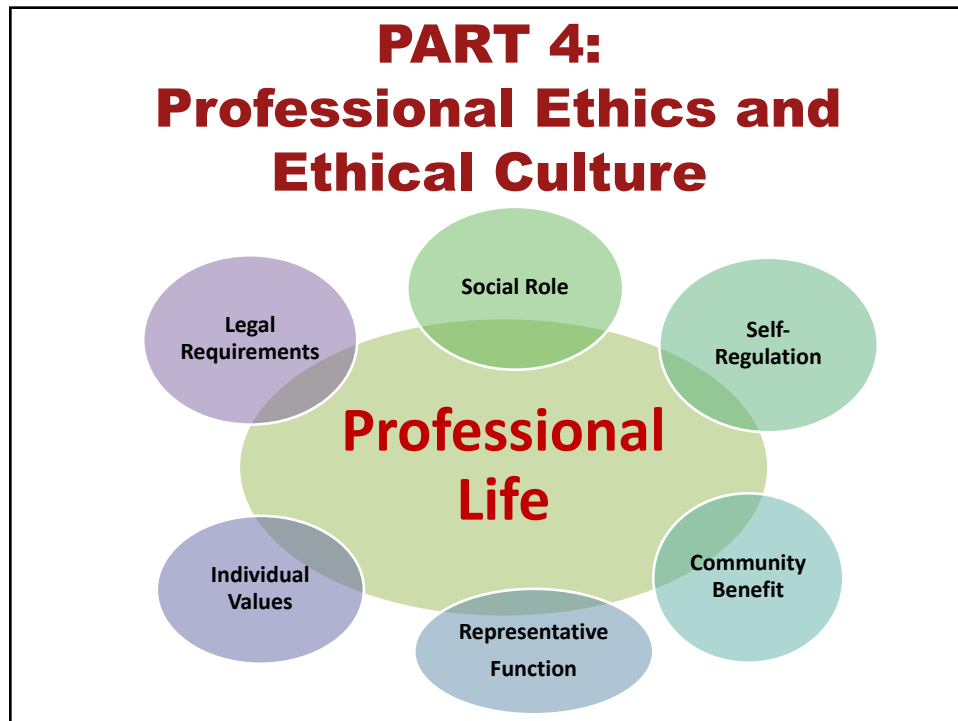 PART 4:
Professional Ethics and
Ethical Culture
Social Role
Legal
Requirements
Self-
Regulation
Professional
Life
Individual
Values
Community
Benefit
Representative
Function